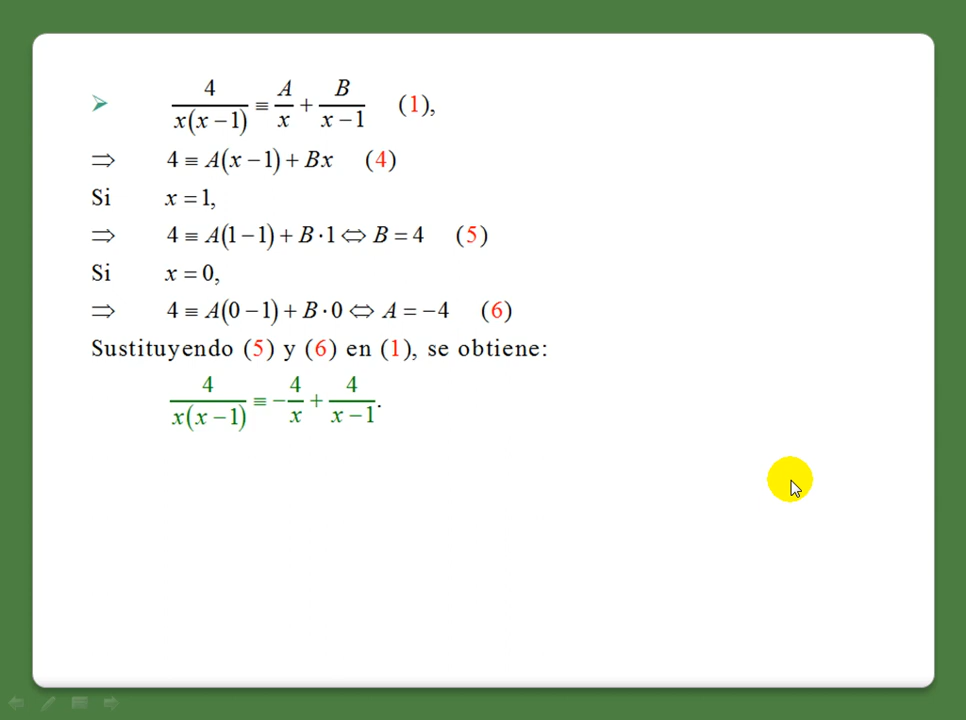 ➢ 4/(x(x−1)) ≡ A/x + B/(x−1) (1),
⇒ 4 ≡ A(x−1) + Bx (4)
Si x = 1,
⇒ 4 ≡ A(1−1) + B·1 ⇔ B = 4 (5)
Si x = 0,
⇒ 4 ≡ A(0−1) + B·0 ⇔ A = −4 (6)
Sustituyendo (5) y (6) en (1), se obtiene:
4/(x(x−1)) ≡ −4/x + 4/(x−1).